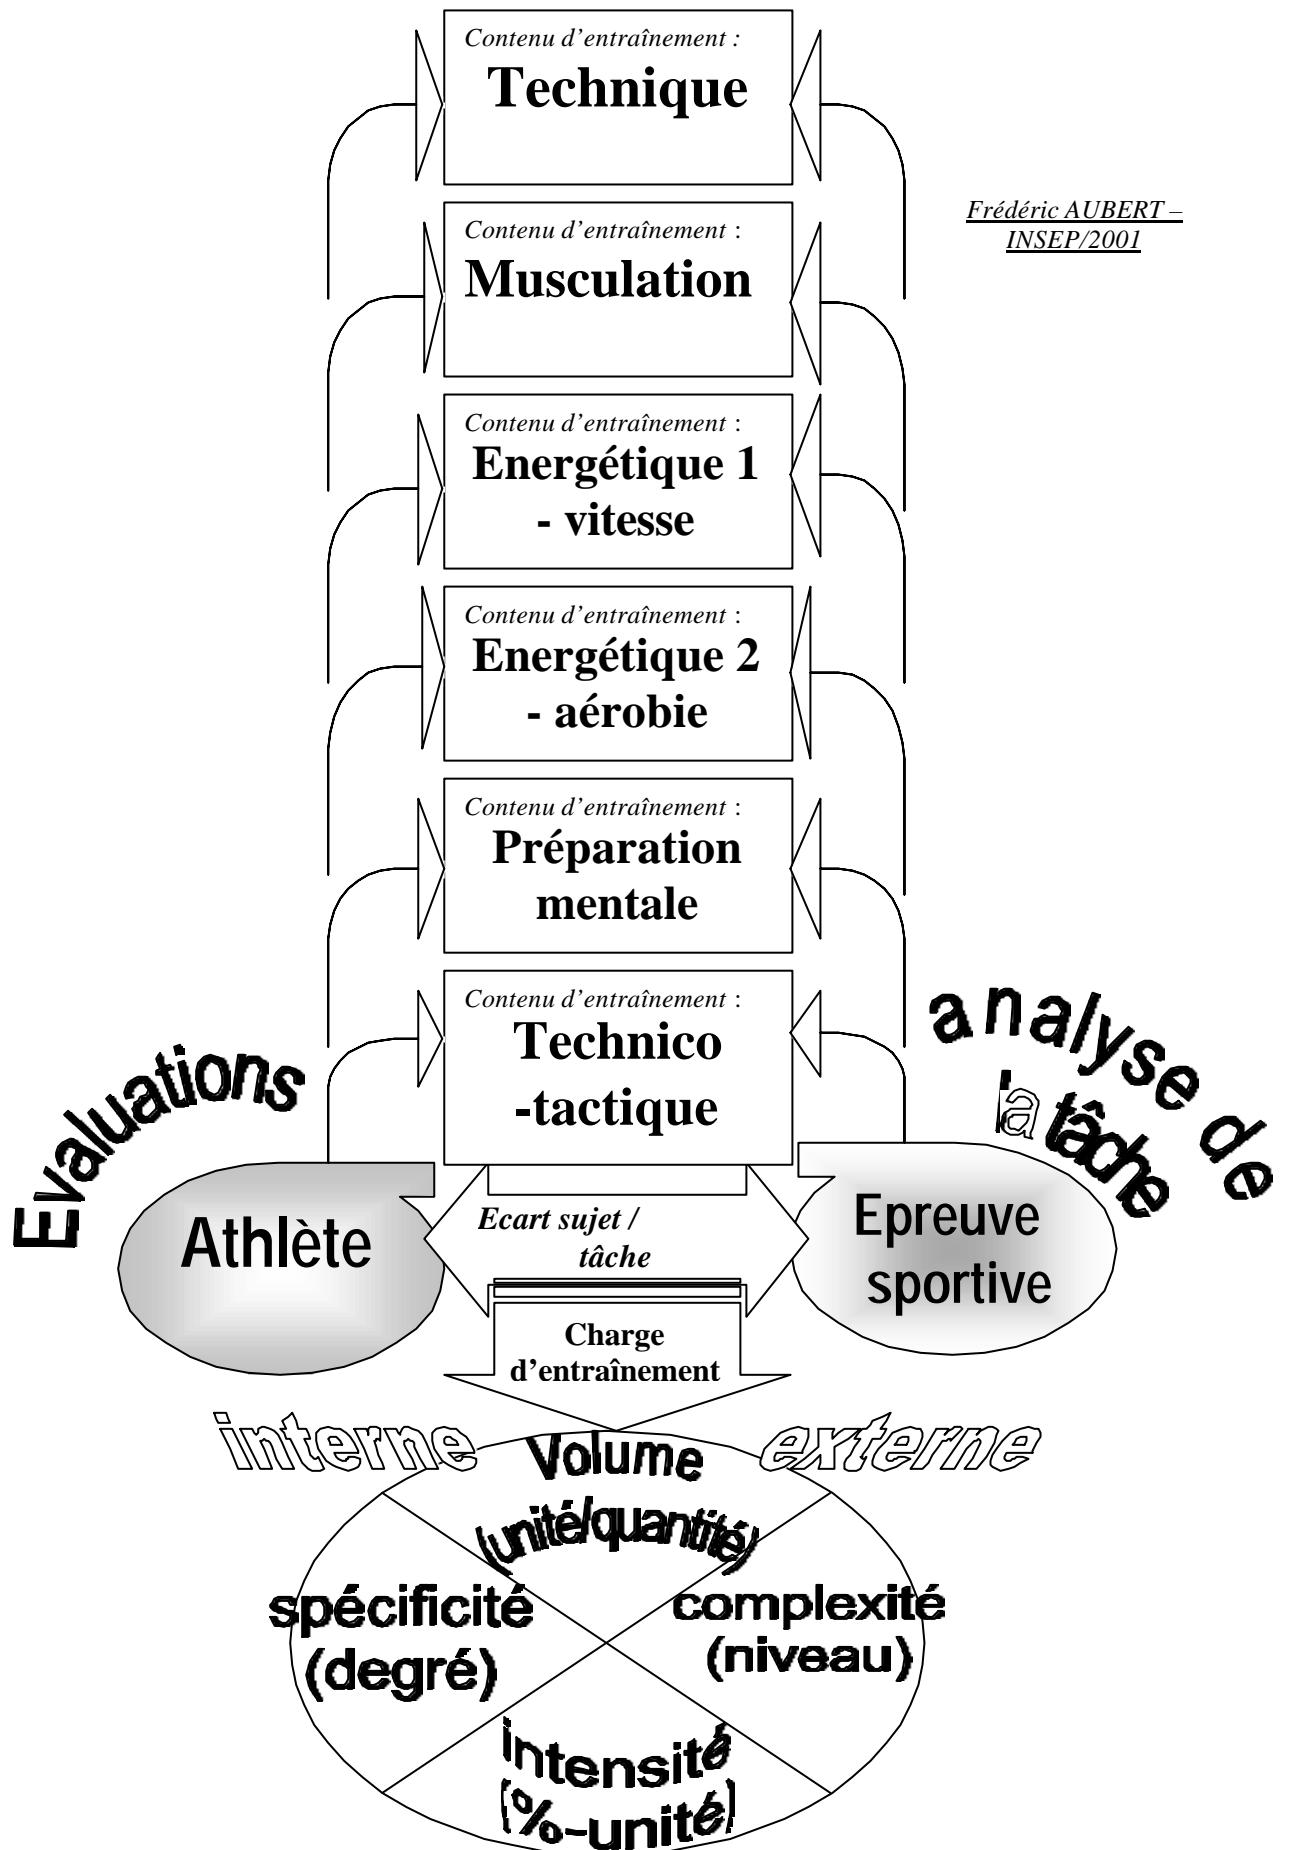 Contenu d’entraînement :
Technique
Frédéric AUBERT –
INSEP/2001
Contenu d’entraînement :
Musculation
Contenu d’entraînement :
Energétique 1
- vitesse
Contenu d’entraînement :
Energétique 2
- aérobie
Contenu d’entraînement :
Préparation
mentale
Contenu d’entraînement :
Technico
-tactique
Evaluations
analyse de
la tâche
Athlète
Ecart sujet /
tâche
Epreuve
sportive
Charge
d’entraînement
interne
externe
Volume
(unité/quantité)
spécificité
(degré)
complexité
(niveau)
intensité
(%-unité)